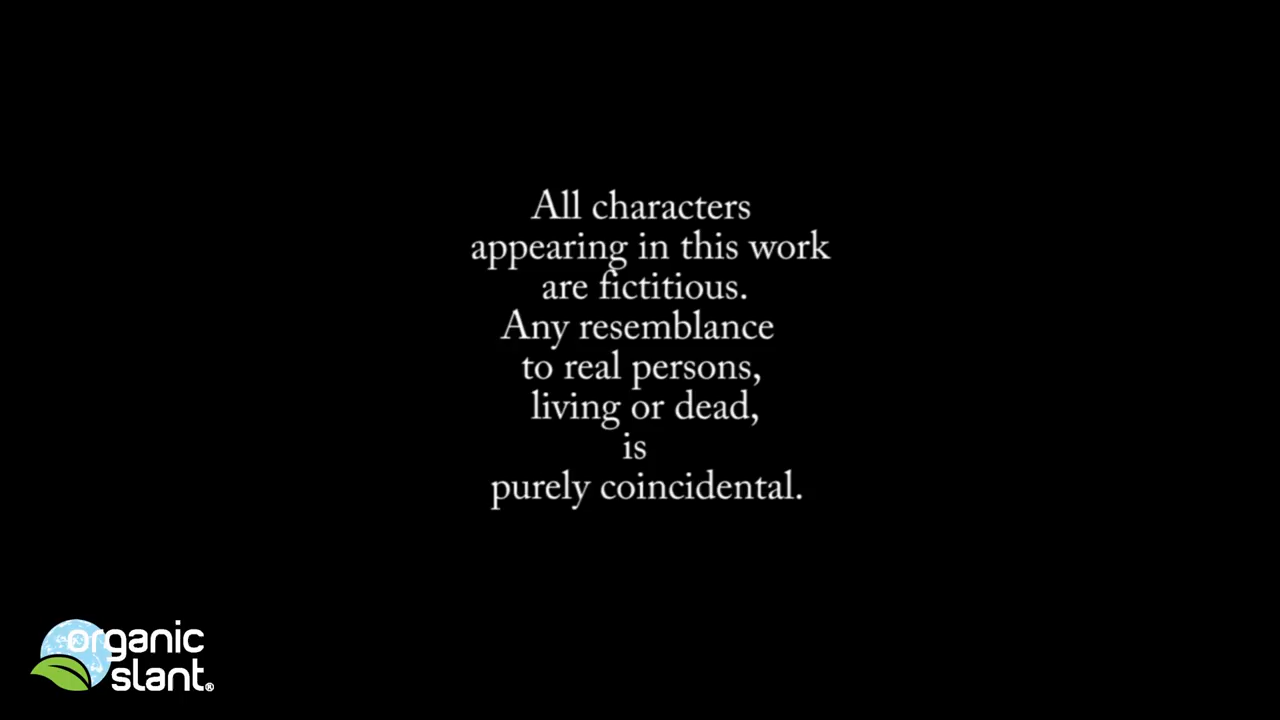 All characters
appearing in this work
are fictitious.
Any resemblance
to real persons,
living or dead,
is
purely coincidental.
organic
slant®